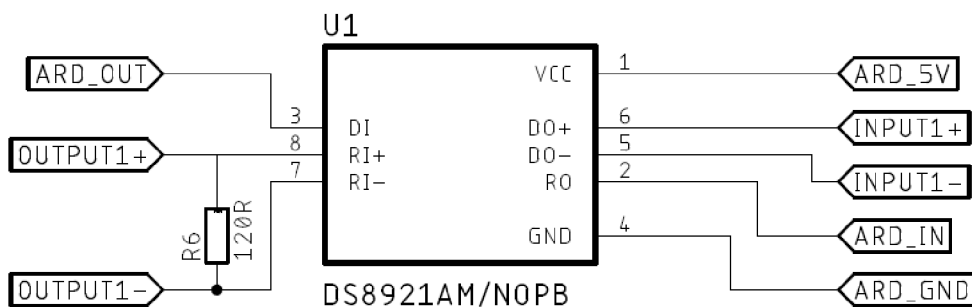 U1
ARD_OUT
OUTPUT1+
OUTPUT1-
R6
120R
3
8
7
DI
RI+
RI-
VCC
DO+
DO-
RO
GND
1
6
5
2
4
ARD_5V
INPUT1+
INPUT1-
ARD_IN
ARD_GND
DS8921AM/NOPB